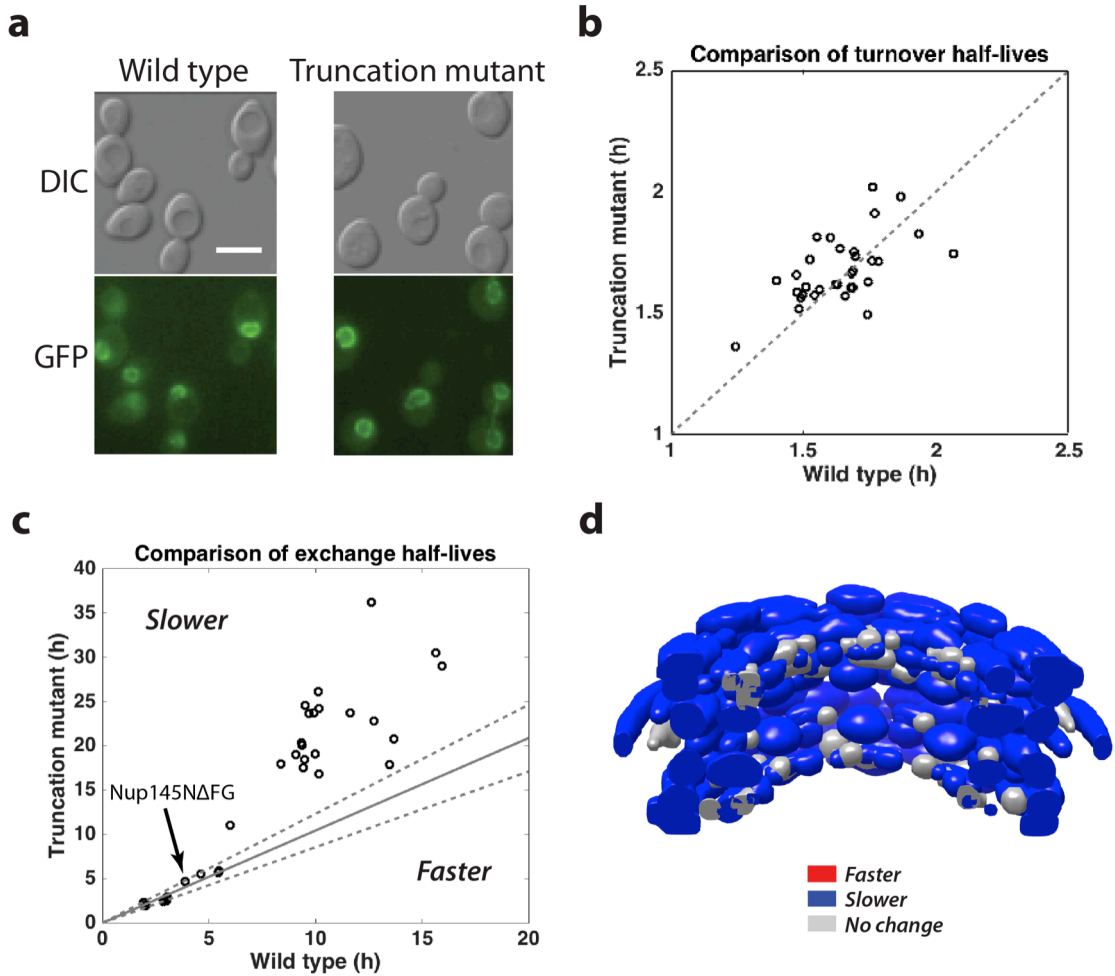 a
Wild type
Truncation mutant
DIC
GFP
b
Comparison of turnover half-lives
Truncation mutant (h)
2.5
2
1.5
1
1
1.5
2
2.5
Wild type (h)
c
Comparison of exchange half-lives
Truncation mutant (h)
40
35
30
25
20
15
10
5
0
Slower
Nup145NΔFG
Faster
0
5
10
15
20
Wild type (h)
d
Faster
Slower
No change